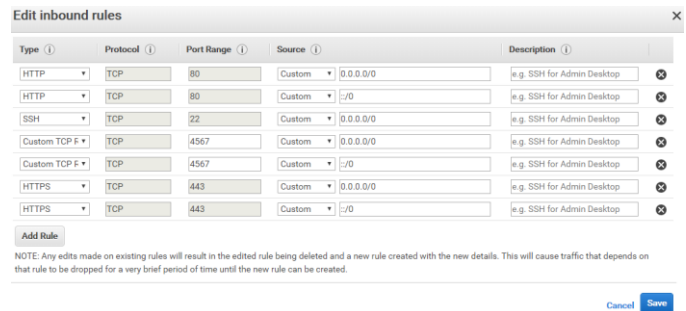 Edit inbound rules ×
Type i Protocol i Port Range i Source i Description i
HTTP TCP 80 Custom 0.0.0.0/0 e.g. SSH for Admin Desktop
HTTP TCP 80 Custom ::/0 e.g. SSH for Admin Desktop
SSH TCP 22 Custom 0.0.0.0/0 e.g. SSH for Admin Desktop
Custom TCP F TCP 4567 Custom 0.0.0.0/0 e.g. SSH for Admin Desktop
Custom TCP F TCP 4567 Custom ::/0 e.g. SSH for Admin Desktop
HTTPS TCP 443 Custom 0.0.0.0/0 e.g. SSH for Admin Desktop
HTTPS TCP 443 Custom ::/0 e.g. SSH for Admin Desktop
Add Rule
NOTE: Any edits made on existing rules will result in the edited rule being deleted and a new rule created with the new details. This will cause traffic that depends on
that rule to be dropped for a very brief period of time until the new rule can be created.
Cancel Save